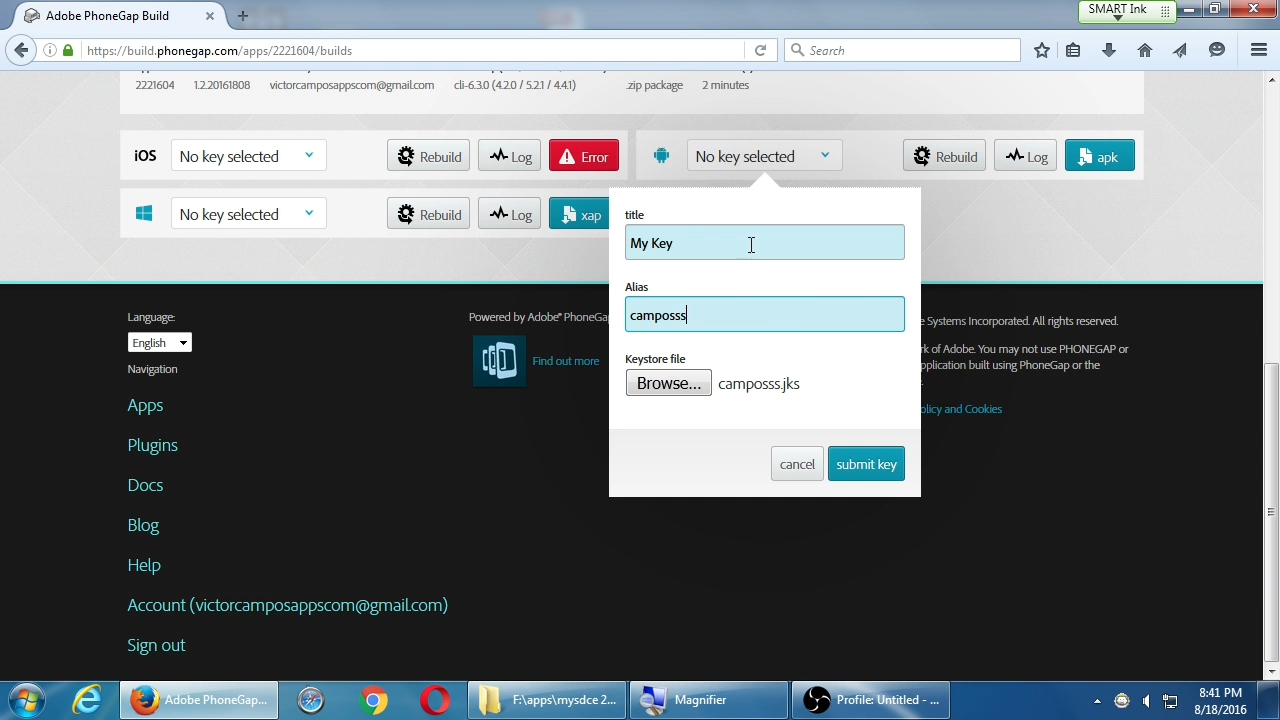 Adobe PhoneGap Build
SMART Ink
https://build.phonegap.com/apps/2221604/builds
Search
2221604 1.2.20161808 victorcamposappscom@gmail.com cli-6.3.0 (4.2.0 / 5.2.1 / 4.4.1) .zip package 2 minutes
iOS No key selected Rebuild Log Error
No key selected Rebuild Log apk
No key selected Rebuild Log xap
title
My Key
Alias
camposss
Keystore file
Browse... camposss.jks
cancel submit key
Language:
English
Navigation
Apps
Plugins
Docs
Blog
Help
Account (victorcamposappscom@gmail.com)
Sign out
Powered by Adobe® PhoneGa
Find out more
e Systems Incorporated. All rights reserved.
rk of Adobe. You may not use PHONEGAP or
pplication built using PhoneGap or the
olicy and Cookies
Adobe PhoneGap...
F:\apps\mysdce 2...
Magnifier
Profile: Untitled - ...
8:41 PM
8/18/2016